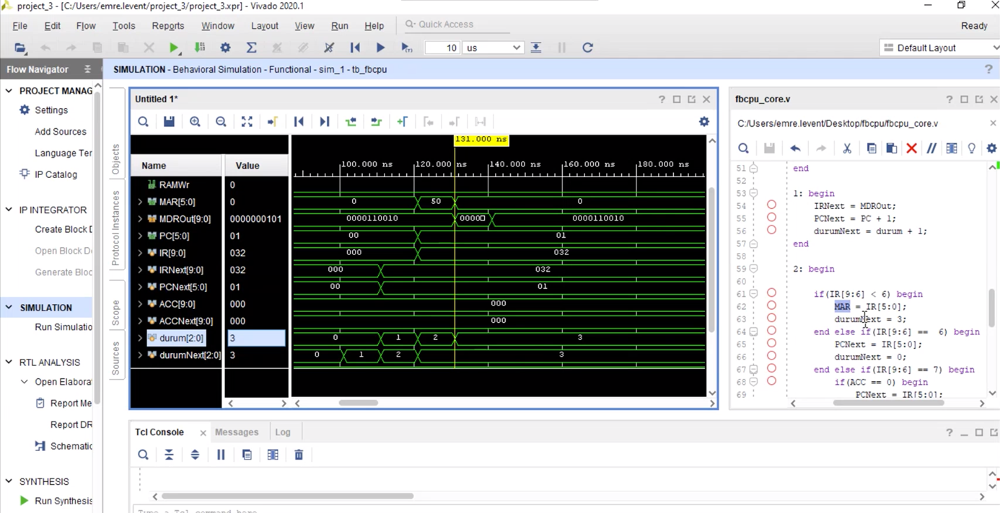 project_3 - [C:/Users/emre.levent/project_3/project_3.xpr] - Vivado 2020.1
File Edit Flow Tools Reports Window Layout View Run Help Quick Access Ready
10 us Default Layout
Flow Navigator
SIMULATION - Behavioral Simulation - Functional - sim_1 - tb_fbcpu ?
PROJECT MANAG
Settings
Add Sources
Language Ter
IP Catalog
IP INTEGRATOR
Create Block D
Open Block De
Generate Bloc
SIMULATION
Run Simulatio
RTL ANALYSIS
Open Elabora
Report Me
Report DR
Schematic
SYNTHESIS
Run Synthesis
Objects
Protocol Instances
Scope
Sources
Untitled 1*
Name Value
131.000 ns
100.000 ns 120.000 ns 140.000 ns 160.000 ns 180.000 ns
RAMWr 0
MAR[5:0] 0 0 50 0
MDROut[9:0] 0000000101 0000110010 0000 0000110010
PC[5:0] 01 00 01
IR[9:0] 032 000 032
IRNext[9:0] 032 000 032
PCNext[5:0] 01 00 01
ACC[9:0] 000 000
ACCNext[9:0] 000 000
durum[2:0] 3 0 1 2 3
durumNext[2:0] 3 0 1 2 3
fbcpu_core.v
C:/Users/emre.levent/Desktop/fbcpu/fbcpu_core.v
51 end
52
53 1: begin
54 IRNext = MDROut;
55 PCNext = PC + 1;
56 durumNext = durum + 1;
57 end
58
59 2: begin
60
61 if(IR[9:6] < 6) begin
62 MAR = IR[5:0];
63 durumNext = 3;
64 end else if(IR[9:6] == 6) begin
65 PCNext = IR[5:0];
66 durumNext = 0;
67 end else if(IR[9:6] == 7) begin
68 if(ACC == 0) begin
69 PCNext = IR[5:0];
Tcl Console Messages Log
Type a Tcl command here